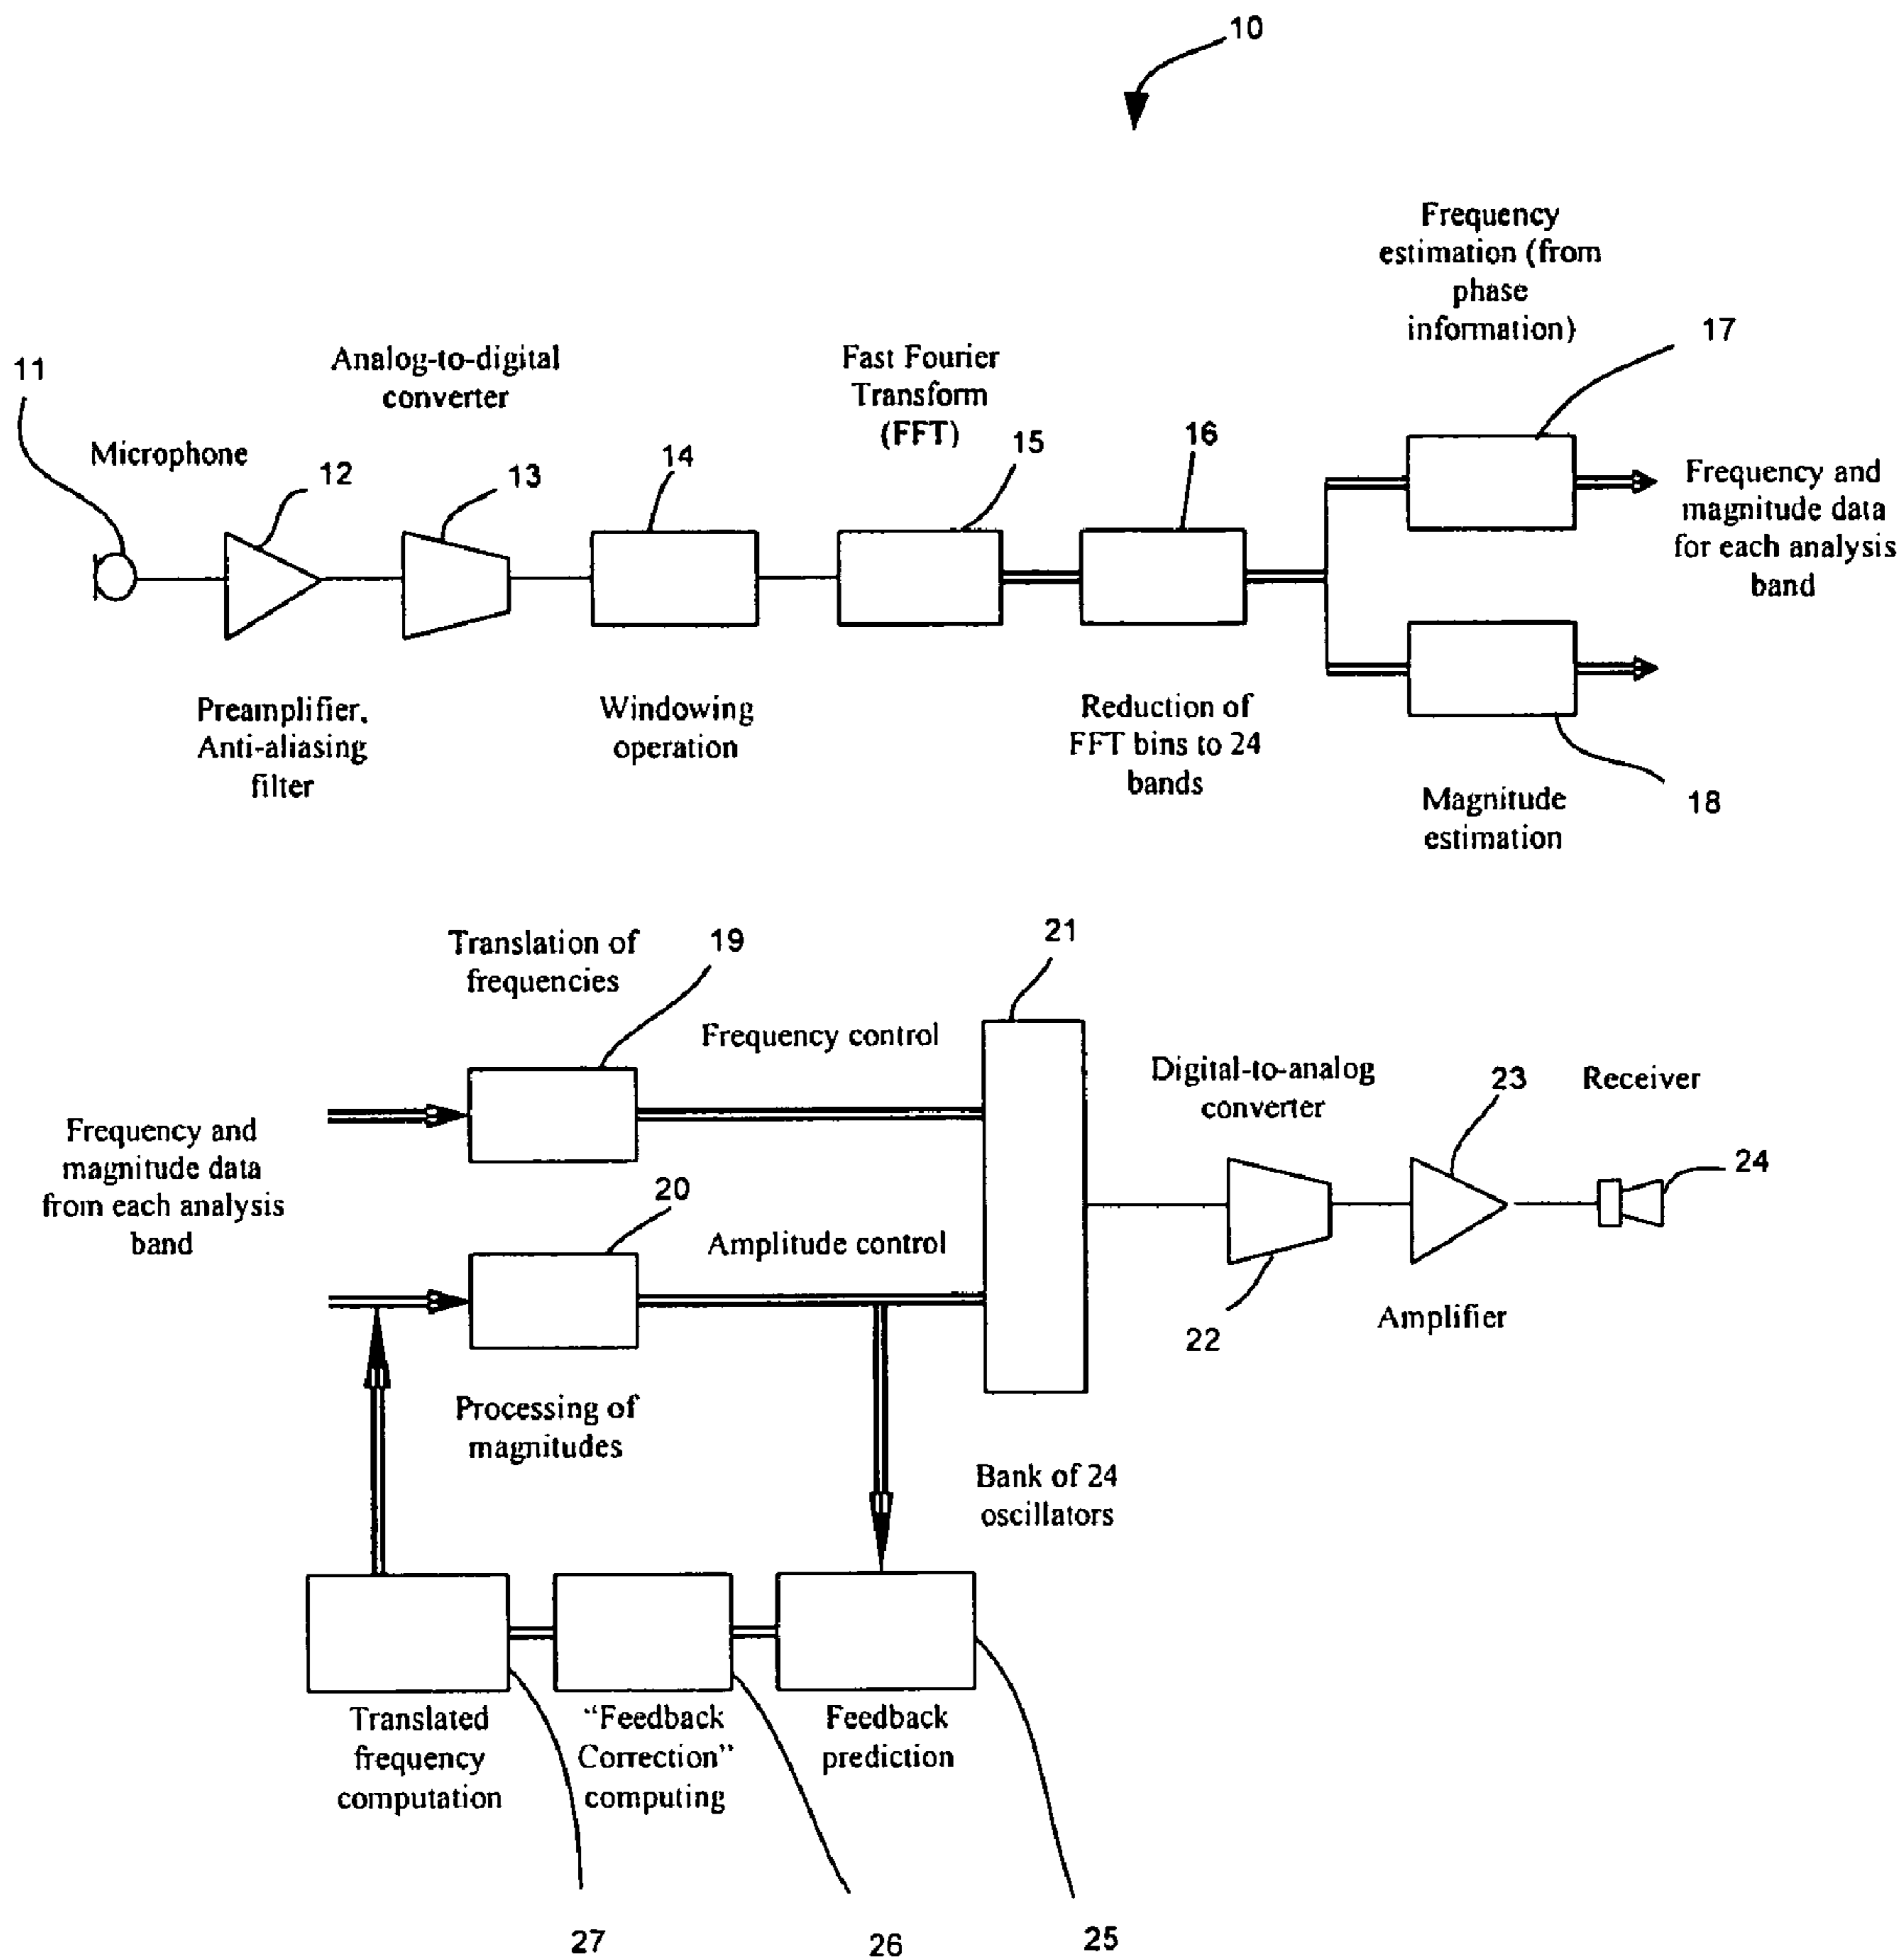 10
Frequency
estimation (from
phase
information)
17
Analog-to-digital
converter
Fast Fourier
Transform
(FFT)
11
Microphone
12
13
14
15
16
Frequency and
magnitude data
for each analysis
band
Preamplifier,
Anti-aliasing
filter
Windowing
operation
Reduction of
FFT bins to 24
bands
Magnitude
estimation
18
Translation of
frequencies
19
21
Frequency control
Digital-to-analog
converter
23
Receiver
Frequency and
magnitude data
from each analysis
band
20
24
Amplitude control
22
Amplifier
Processing of
magnitudes
Bank of 24
oscillators
Translated
frequency
computation
"Feedback
Correction"
computing
Feedback
prediction
27
26
25